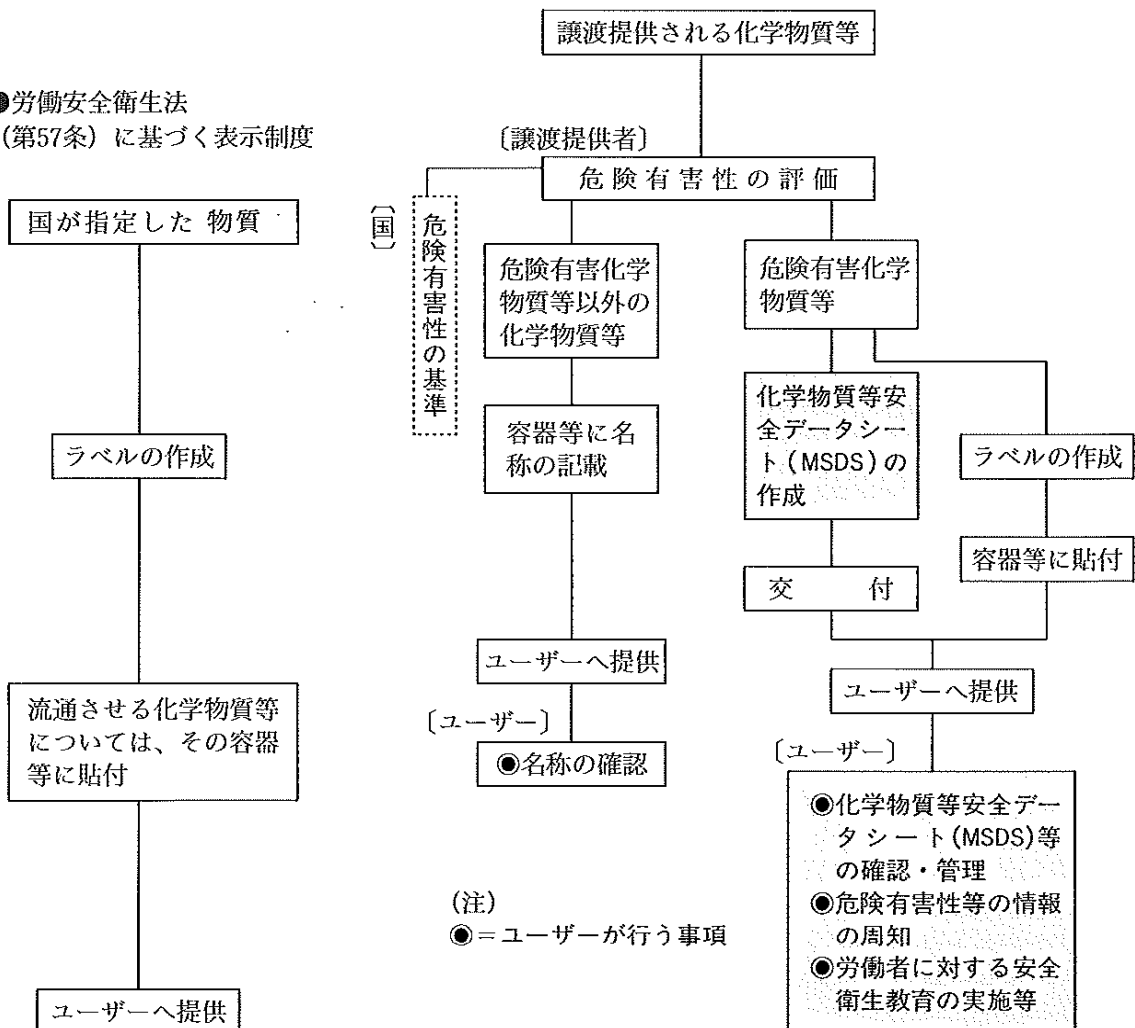 譲渡提供される化学物質等
●労働安全衛生法
(第57条) に基づく表示制度
国が指定した 物質
ラベルの作成
流通させる化学物質等
については、その容器
等に貼付
ユーザーへ提供
〔譲渡提供者〕
危険有害性の評価
〔国〕
危険有害性の基準
危険有害化学
物質等以外の
化学物質等
容器等に名
称の記載
ユーザーへ提供
〔ユーザー〕
◉名称の確認
危険有害化学
物質等
化学物質等安
全データシー
ト(MSDS)の
作成
交 付
ラベルの作成
容器等に貼付
ユーザーへ提供
〔ユーザー〕
◉化学物質等安全デー
タシート(MSDS)等
の確認・管理
◉危険有害性等の情報
の周知
◉労働者に対する安全
衛生教育の実施等
(注)
◉＝ユーザーが行う事項